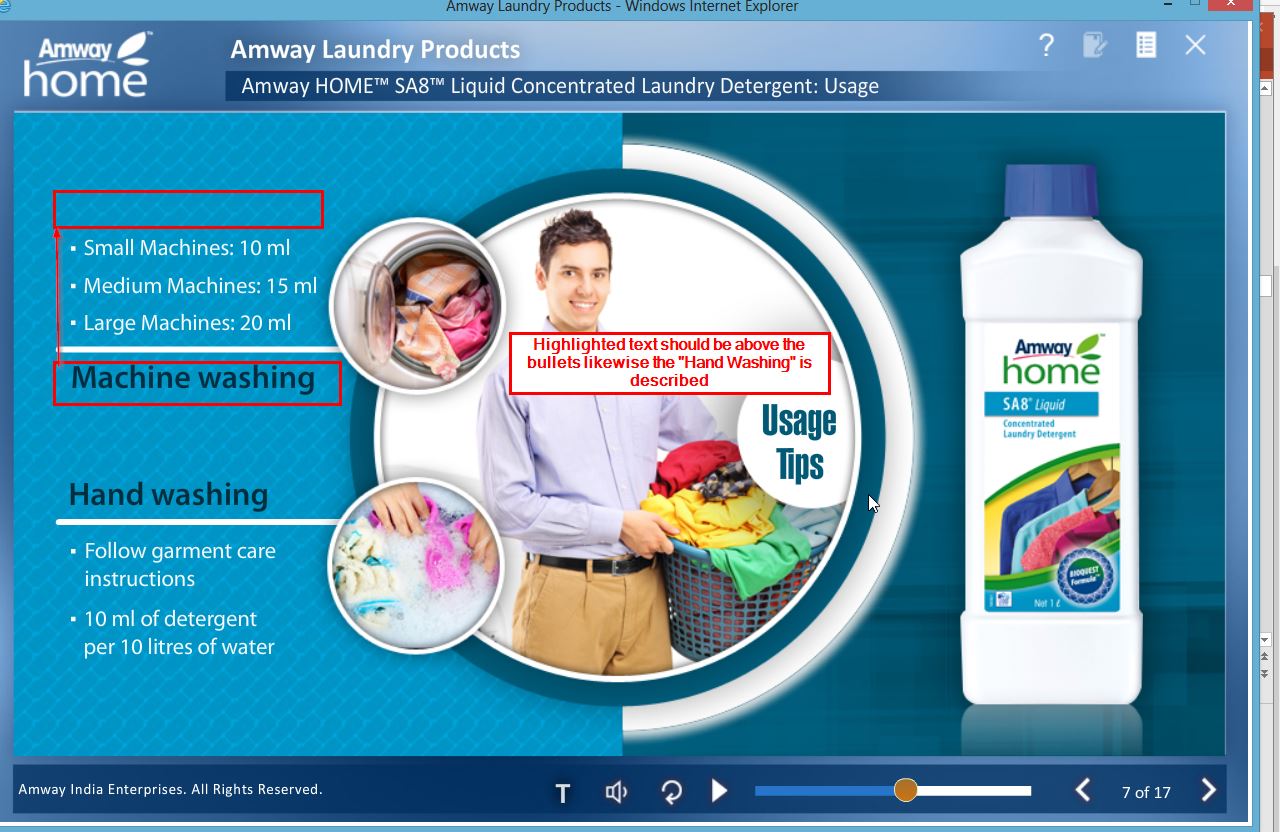 Amway Laundry Products - Windows Internet Explorer
Amway™
home
Amway Laundry Products
?
Amway HOME™ SA8™ Liquid Concentrated Laundry Detergent: Usage
▪ Small Machines: 10 ml
▪ Medium Machines: 15 ml
▪ Large Machines: 20 ml
Machine washing
Highlighted text should be above the
bullets likewise the "Hand Washing" is
described
Usage
Tips
Hand washing
▪ Follow garment care
instructions
▪ 10 ml of detergent
per 10 litres of water
Amway™
home
SA8™ Liquid
Concentrated
Laundry Detergent
BIOQUEST
Formula™
Net 1 ℓ
Amway India Enterprises. All Rights Reserved.
T
7 of 17